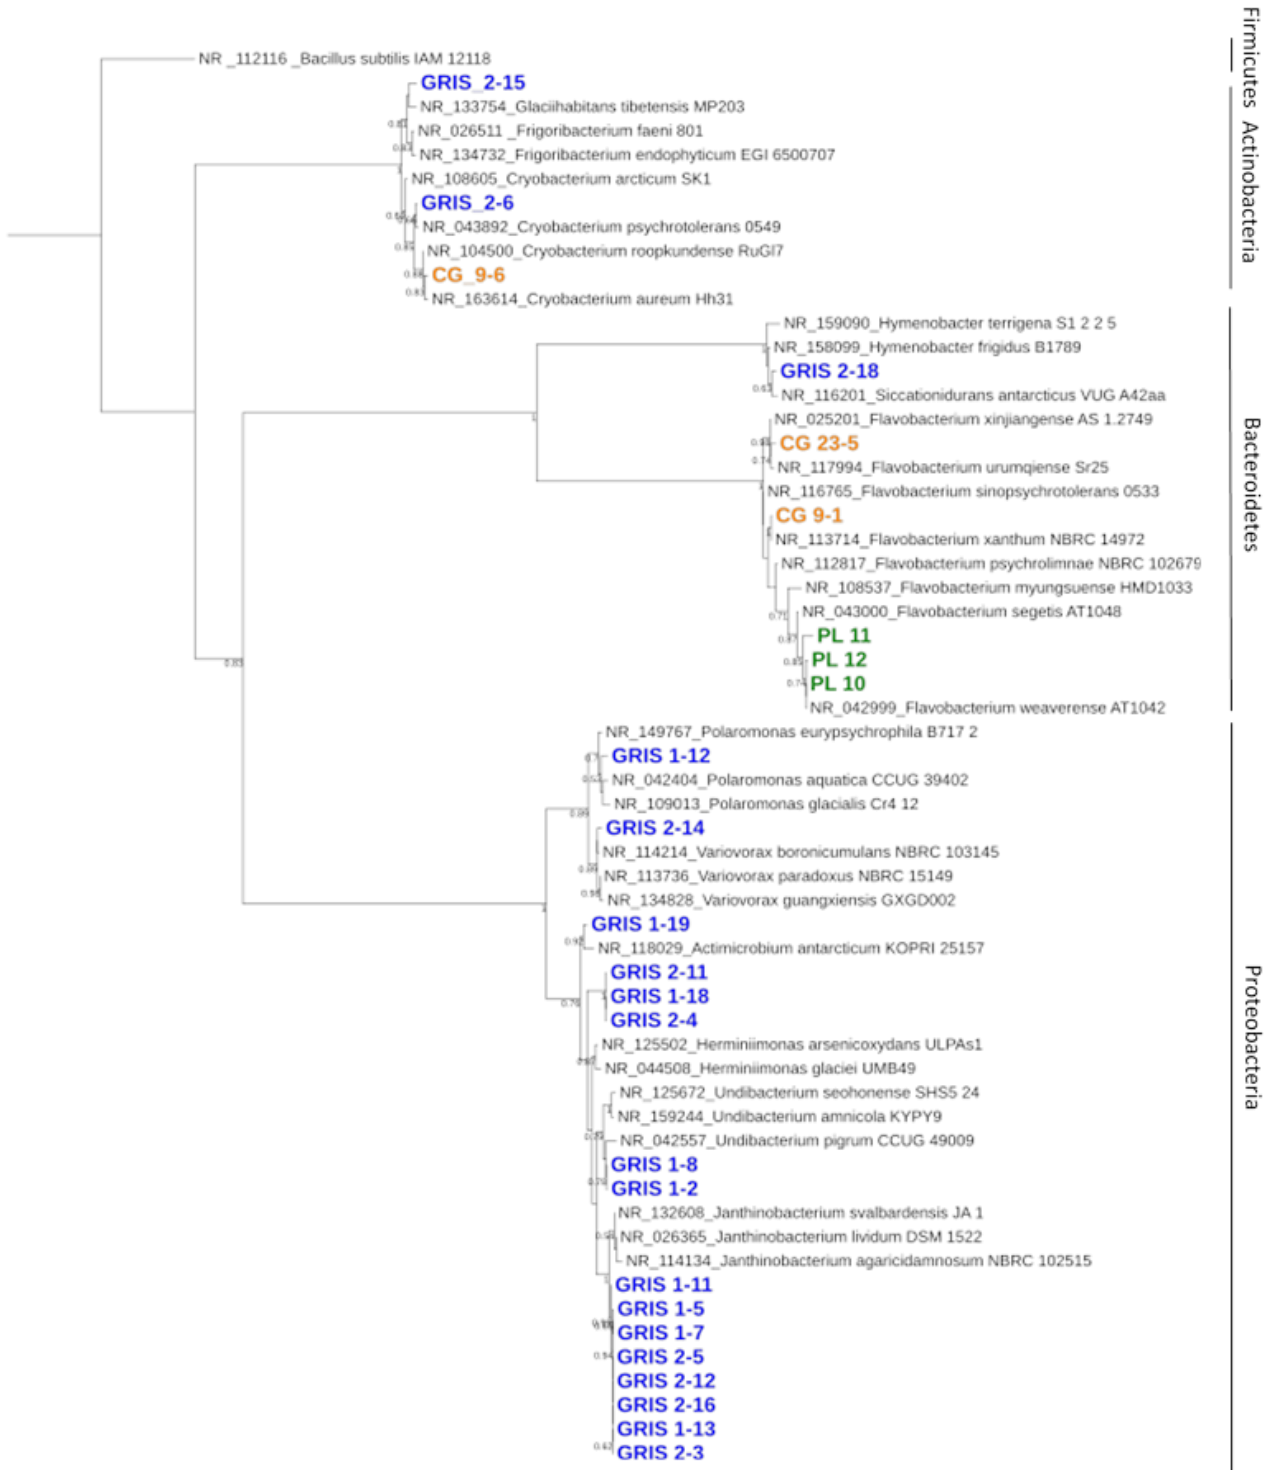 NR _112116 _Bacillus subtilis IAM 12118
GRIS_2-15
NR_133754_Glaciihabitans tibetensis MP203
NR_026511 _Frigoribacterium faeni 801
NR_134732_Frigoribacterium endophyticum EGI 6500707
NR_108605_Cryobacterium arcticum SK1
GRIS_2-6
NR_043892_Cryobacterium psychrotolerans 0549
NR_104500_Cryobacterium roopkundense RuGl7
CG_9-6
NR_163614_Cryobacterium aureum Hh31
NR_159090_Hymenobacter terrigena S1 2 2 5
NR_158099_Hymenobacter frigidus B1789
GRIS 2-18
NR_116201_Siccationidurans antarcticus VUG A42aa
NR_025201_Flavobacterium xinjiangense AS 1.2749
CG 23-5
NR_117994_Flavobacterium urumqiense Sr25
NR_116765_Flavobacterium sinopsychrotolerans 0533
CG 9-1
NR_113714_Flavobacterium xanthum NBRC 14972
NR_112817_Flavobacterium psychrolimnae NBRC 102679
NR_108537_Flavobacterium myungsuense HMD1033
NR_043000_Flavobacterium segetis AT1048
PL 11
PL 12
PL 10
NR_042999_Flavobacterium weaverense AT1042
NR_149767_Polaromonas eurypsychrophila B717 2
GRIS 1-12
NR_042404_Polaromonas aquatica CCUG 39402
NR_109013_Polaromonas glacialis Cr4 12
GRIS 2-14
NR_114214_Variovorax boronicumulans NBRC 103145
NR_113736_Variovorax paradoxus NBRC 15149
NR_134828_Variovorax guangxiensis GXGD002
GRIS 1-19
NR_118029_Actimicrobium antarcticum KOPRI 25157
GRIS 2-11
GRIS 1-18
GRIS 2-4
NR_125502_Herminiimonas arsenicoxydans ULPAs1
NR_044508_Herminiimonas glaciei UMB49
NR_125672_Undibacterium seohonense SHS5 24
NR_159244_Undibacterium amnicola KYPY9
NR_042557_Undibacterium pigrum CCUG 49009
GRIS 1-8
GRIS 1-2
NR_132608_Janthinobacterium svalbardensis JA 1
NR_026365_Janthinobacterium lividum DSM 1522
NR_114134_Janthinobacterium agaricidamnosum NBRC 102515
GRIS 1-11
GRIS 1-5
GRIS 1-7
GRIS 2-5
GRIS 2-12
GRIS 2-16
GRIS 1-13
GRIS 2-3
Firmicutes
Actinobacteria
Bacteroidetes
Proteobacteria
0.83
0.89
0.76